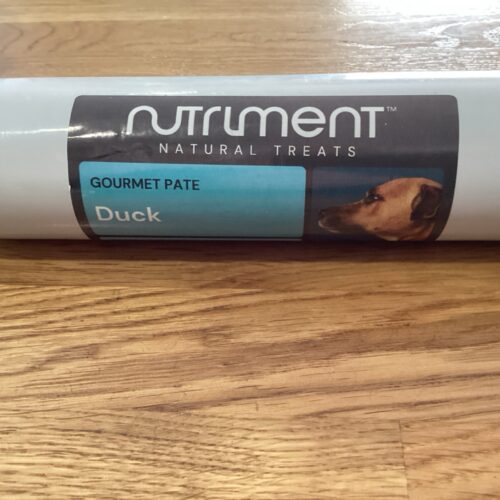 nutriment™
NATURAL TREATS
GOURMET PATE
Duck